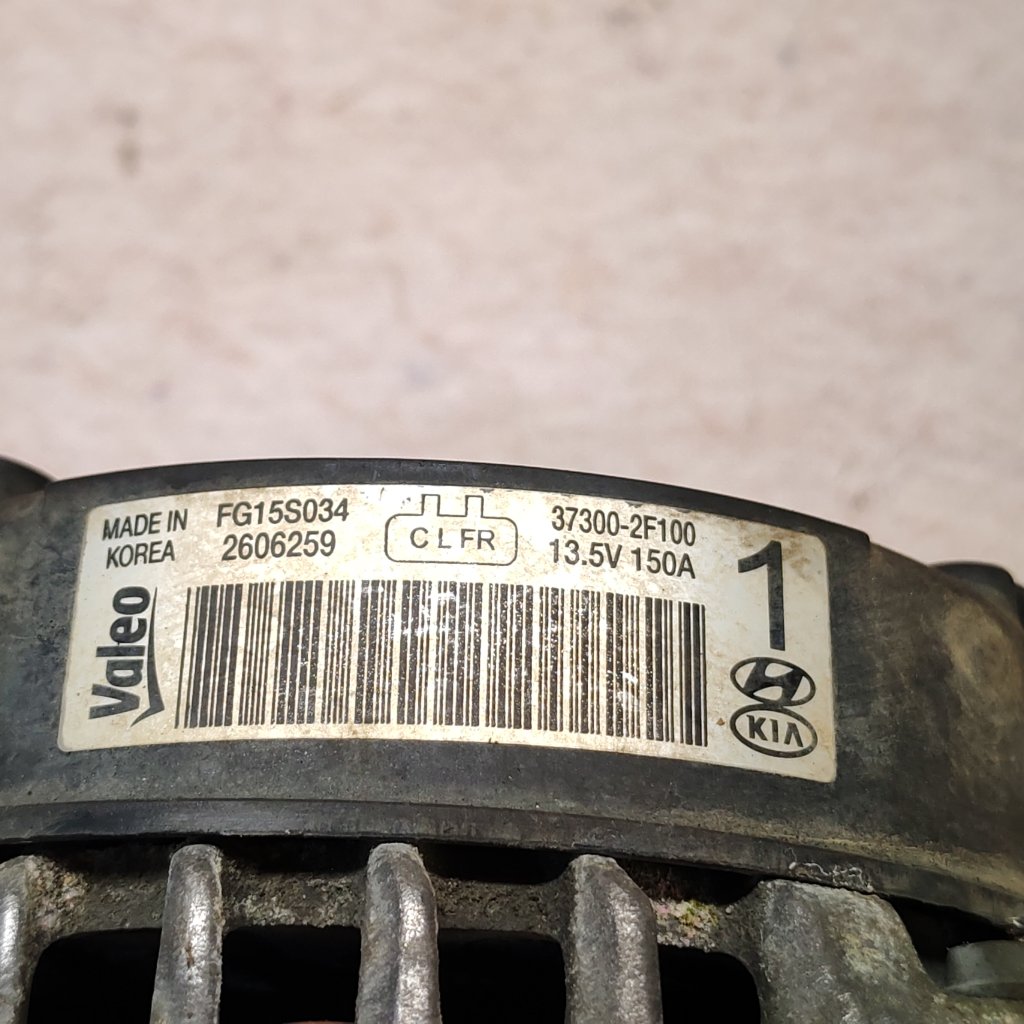 MADE IN
KOREA
FG15S034
2606259
C L FR
37300-2F100
13.5V 150A
1
Valeo
KIA